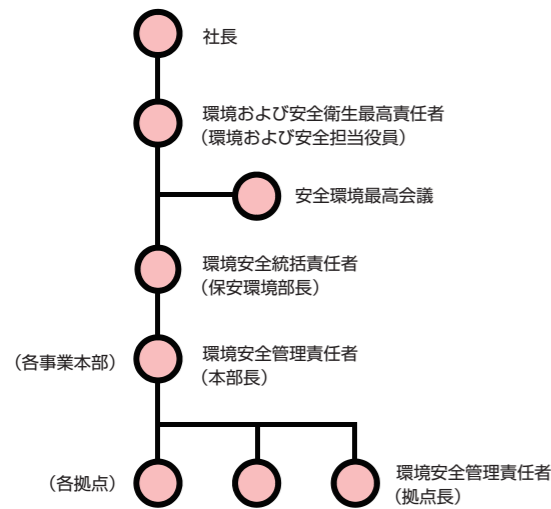 社長
環境および安全衛生最高責任者
(環境および安全担当役員)
安全環境最高会議
環境安全統括責任者
(保安環境部長)
(各事業本部)
環境安全管理責任者
(本部長)
(各拠点)
環境安全管理責任者
(拠点長)